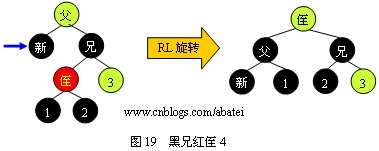 父
新 兄
侄 3
1 2
RL 旋转
侄
父 兄
新 1 2 3
www.cnblogs.com/abatei
图 19 黑兄红侄 4